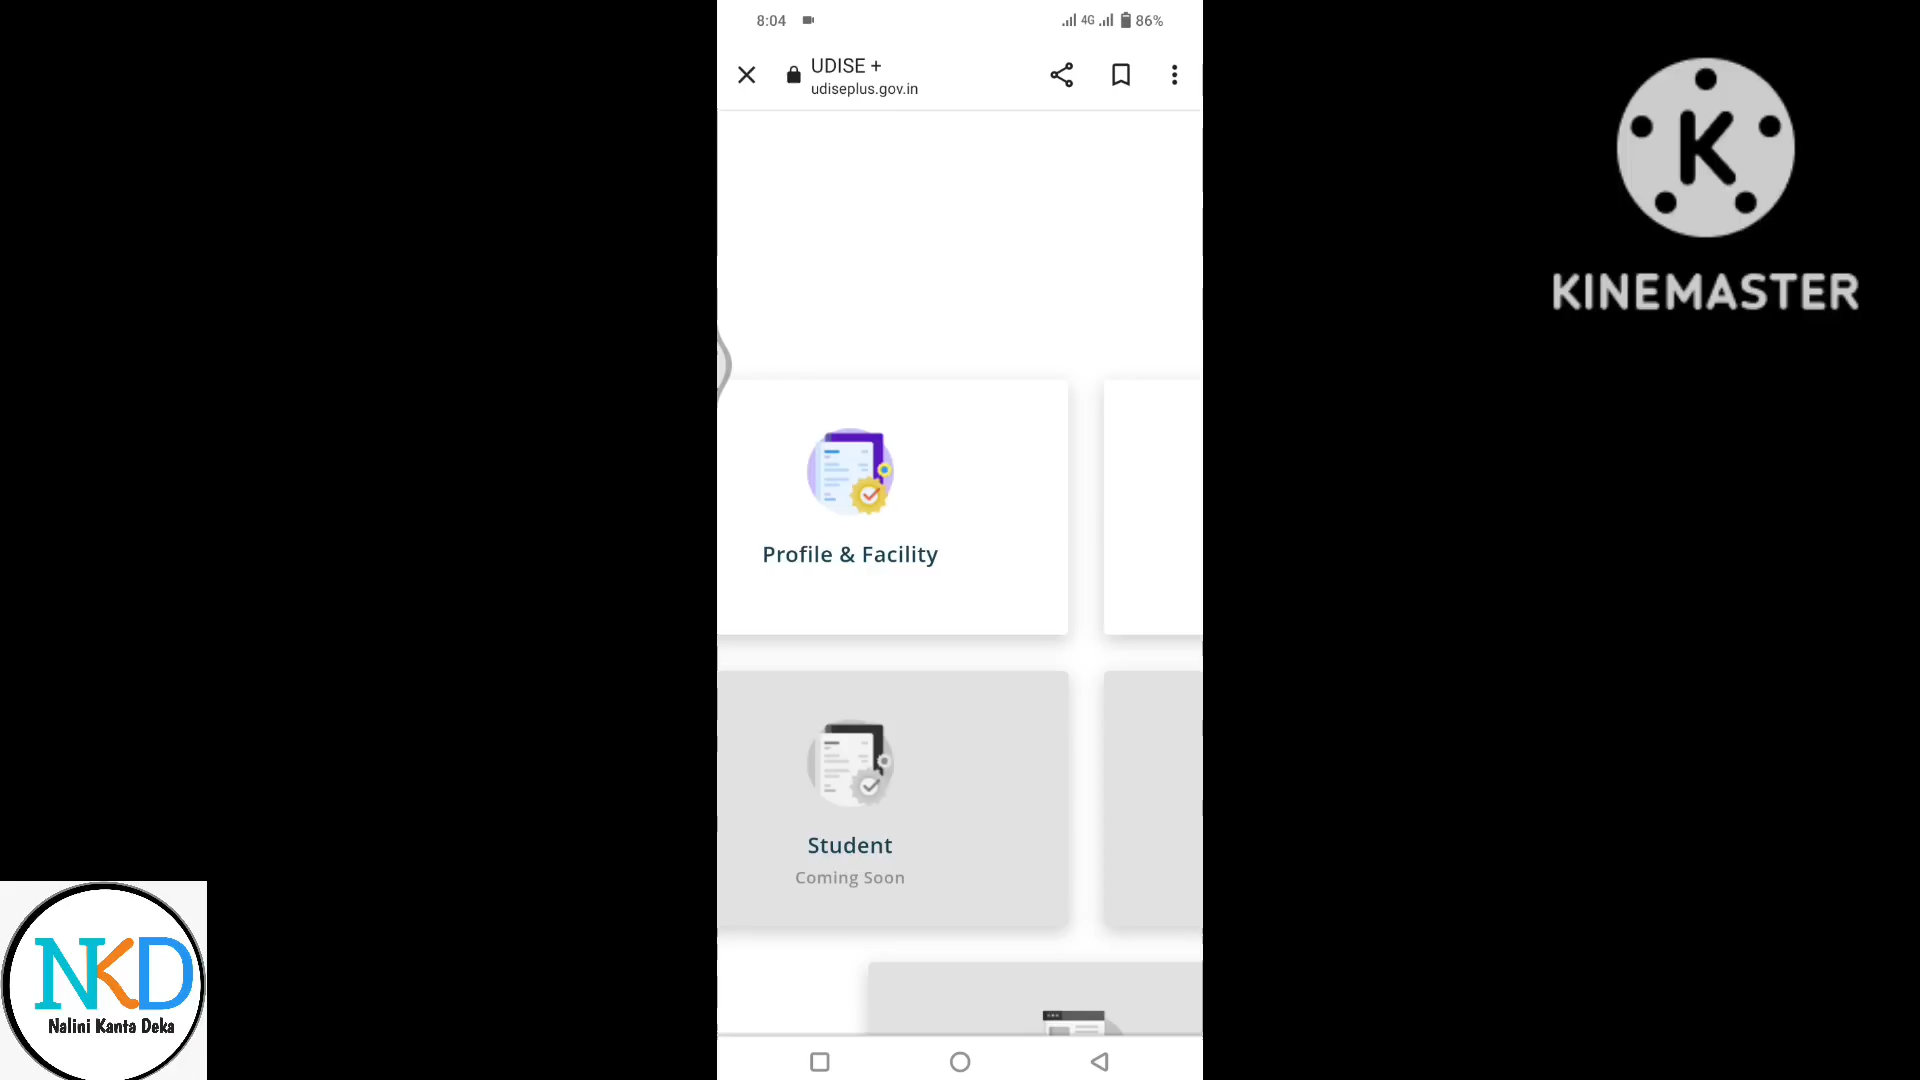 8:04
4G
86%
UDISE +
udiseplus.gov.in
K
KINEMASTER
Profile & Facility
Student
Coming Soon
NKD
Nalini Kanta Deka